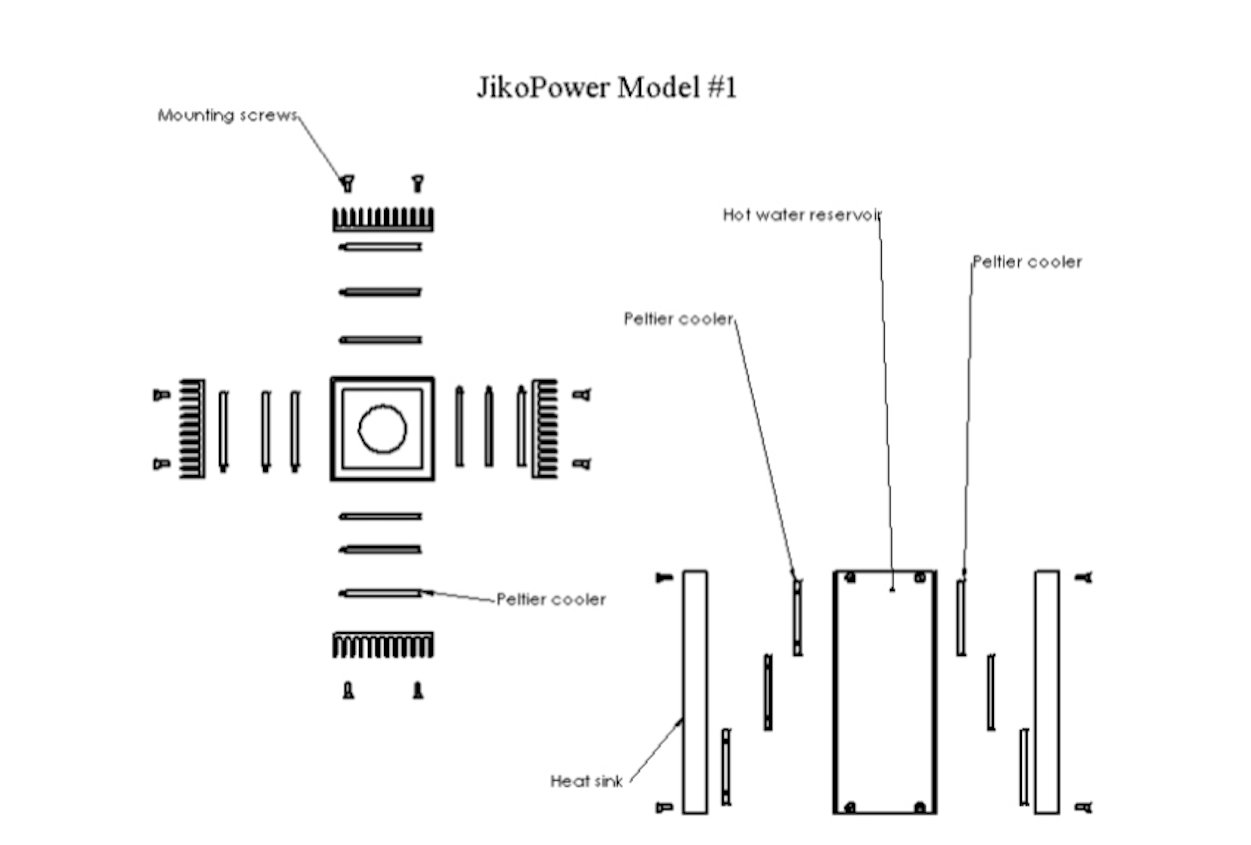 JikoPower Model #1
Mounting screws
Hot water reservoir
Peltier cooler
Peltier cooler
Peltier cooler
Heat sink